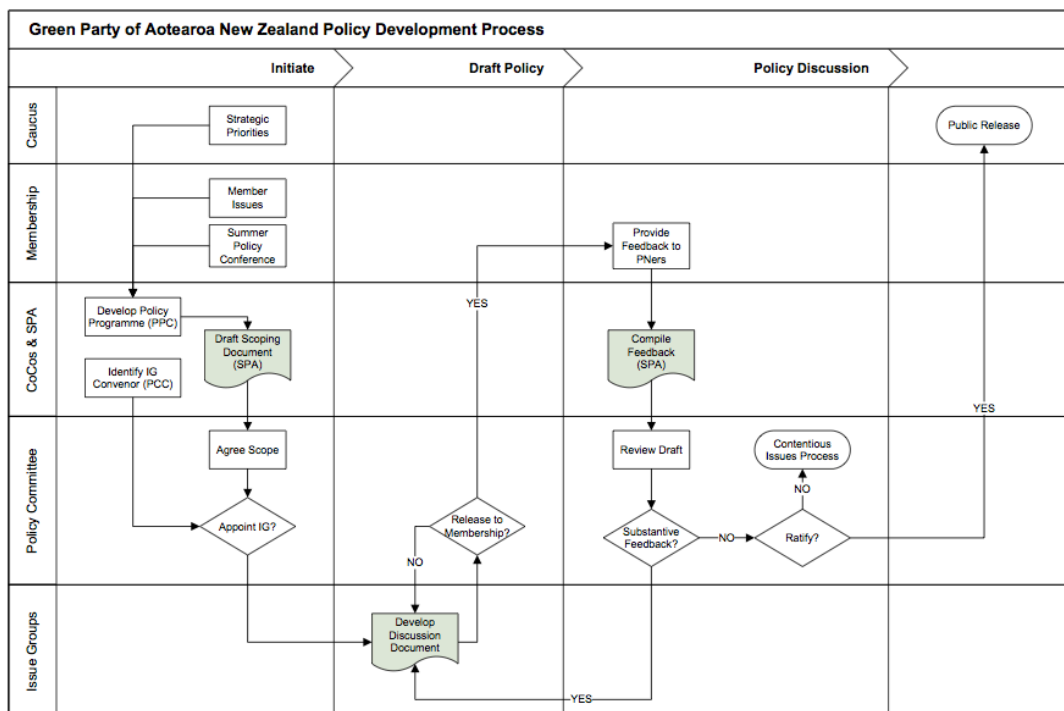 Green Party of Aotearoa New Zealand Policy Development Process
Initiate
Draft Policy
Policy Discussion
Caucus
Strategic
Priorities
Public Release
Membership
Member
Issues
Summer
Policy
Conference
Provide
Feedback to
PNers
YES
CoCos & SPA
Develop Policy
Programme (PPC)
Draft Scoping
Document
(SPA)
Identify IG
Convenor (PCC)
Compile
Feedback
(SPA)
YES
Policy Committee
Agree Scope
Review Draft
Contentious
Issues Process
NO
Appoint IG?
Release to
Membership?
Substantive
Feedback?
NO
Ratify?
NO
Issue Groups
Develop
Discussion
Document
YES